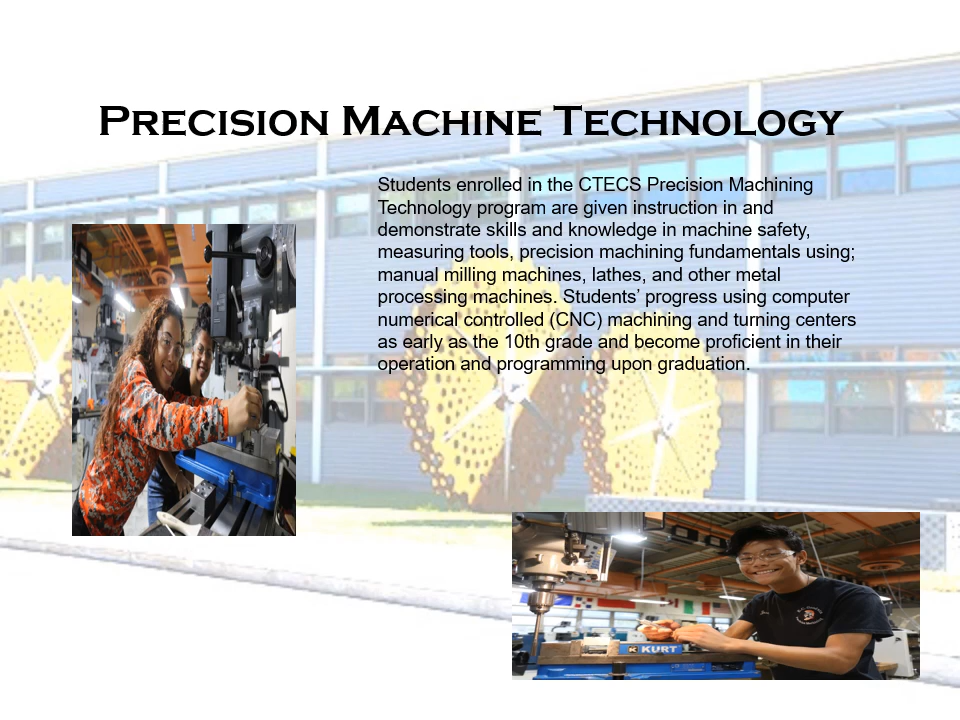 PRECISION MACHINE TECHNOLOGY
Students enrolled in the CTECS Precision Machining
Technology program are given instruction in and
demonstrate skills and knowledge in machine safety,
measuring tools, precision machining fundamentals using;
manual milling machines, lathes, and other metal
processing machines. Students’ progress using computer
numerical controlled (CNC) machining and turning centers
as early as the 10th grade and become proficient in their
operation and programming upon graduation.
KURT